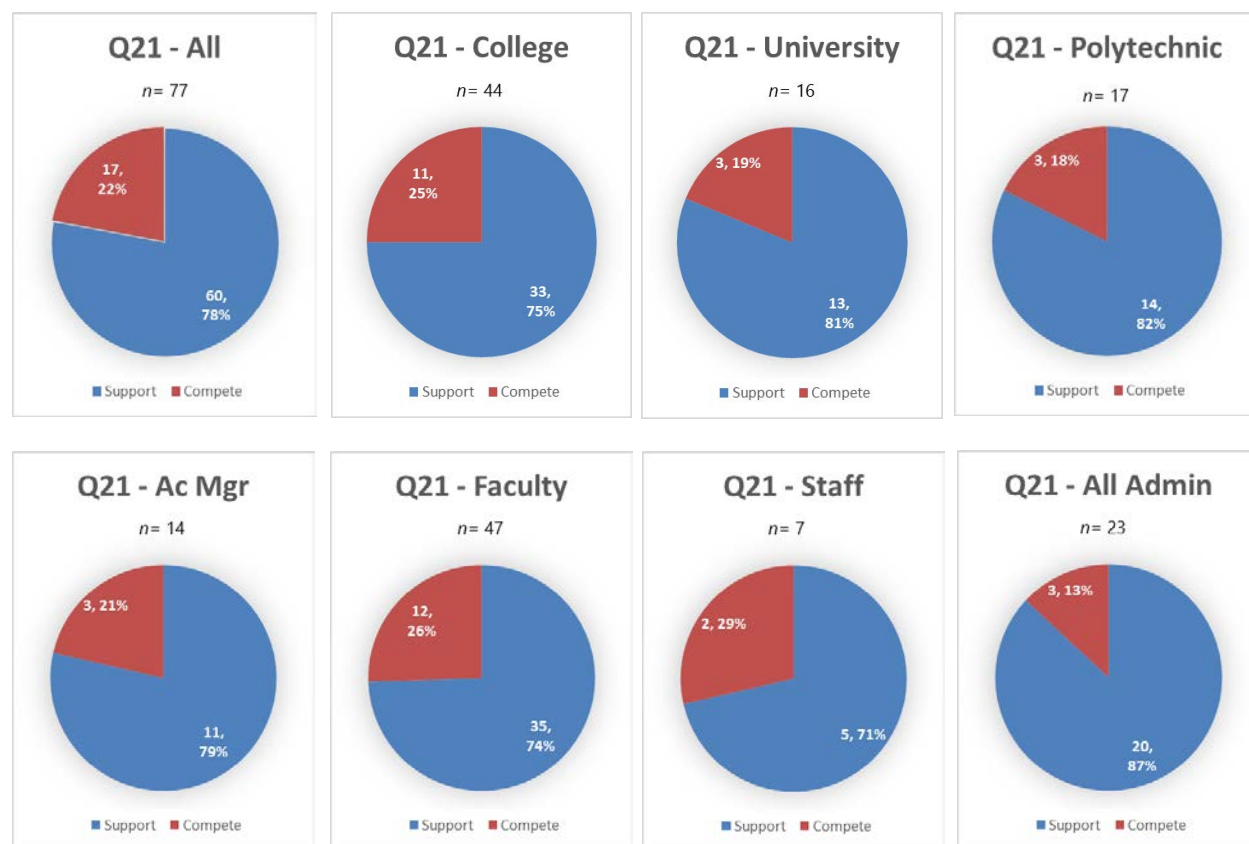 Q21 - All
n= 77
17,
22%
60,
78%
Support Compete
Q21 - College
n= 44
11,
25%
33,
75%
Support Compete
Q21 - University
n= 16
3, 19%
13,
81%
Support Compete
Q21 - Polytechnic
n= 17
3, 18%
14,
82%
Support Compete
Q21 - Ac Mgr
n= 14
3, 21%
11,
79%
Support Compete
Q21 - Faculty
n= 47
12,
26%
35,
74%
Support Compete
Q21 - Staff
n= 7
2, 29%
5, 71%
Support Compete
Q21 - All Admin
n= 23
3, 13%
20,
87%
Support Compete